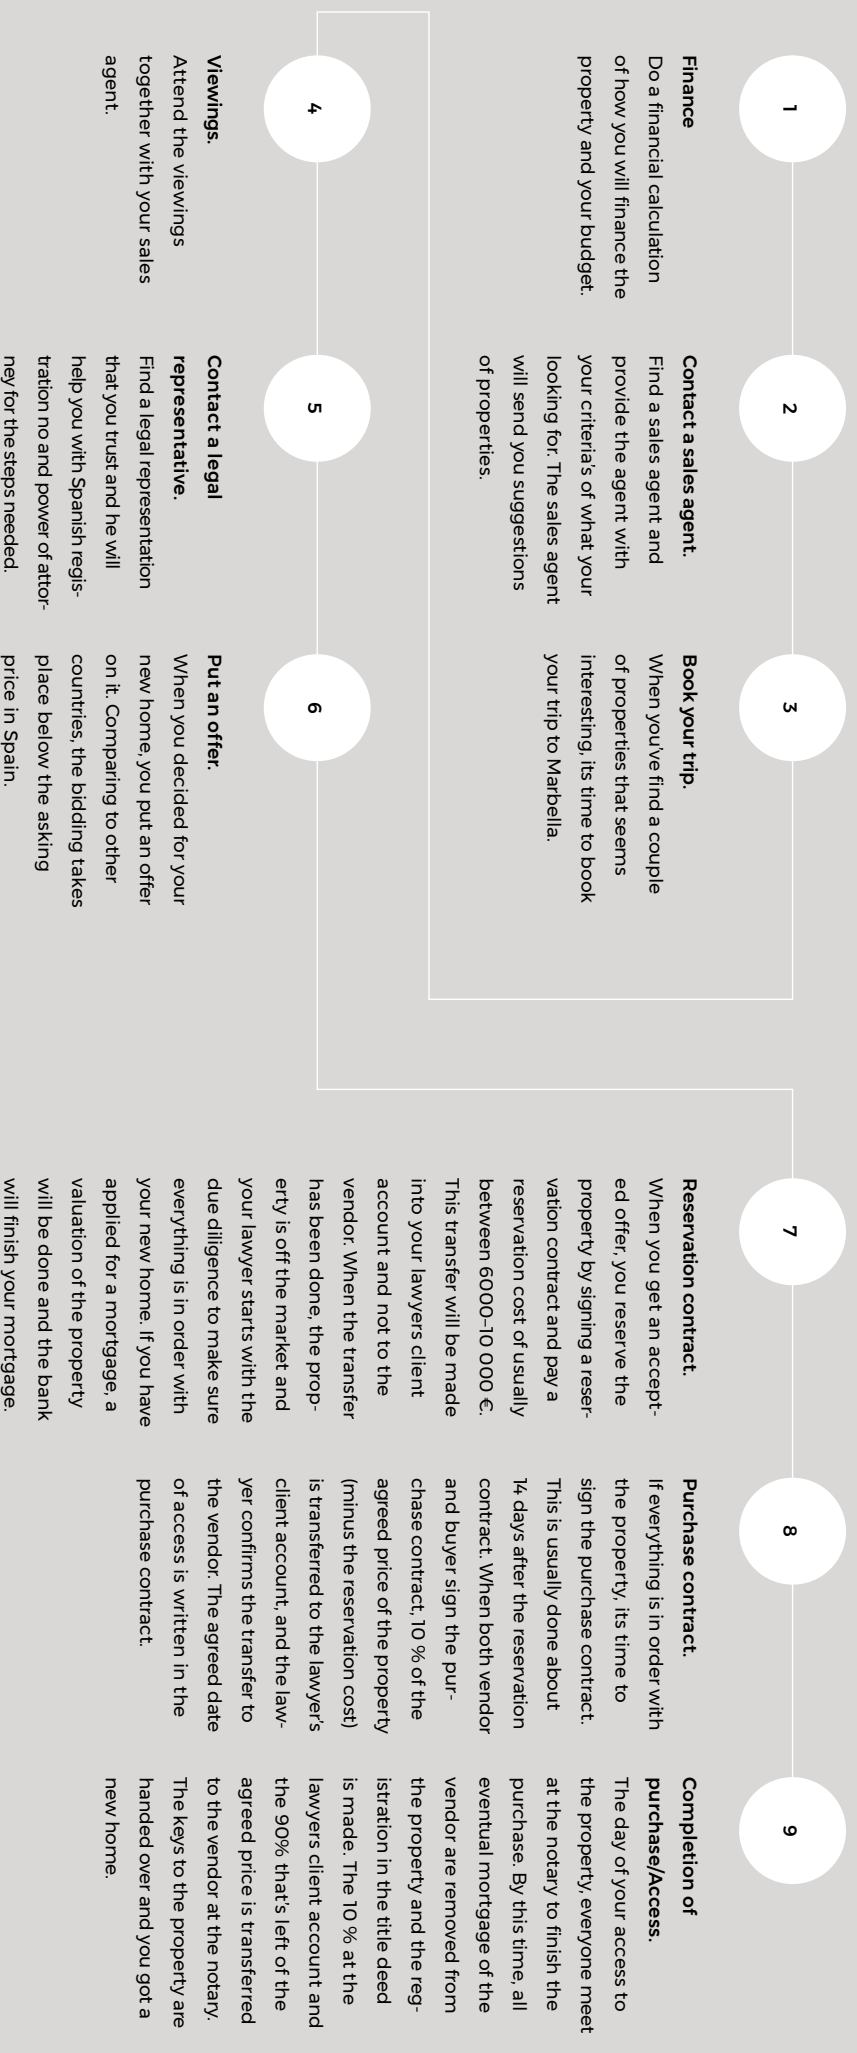 1
Finance
Do a financial calculation
of how you will finance the
property and your budget.
2
Contact a sales agent.
Find a sales agent and
provide the agent with
your criteria's of what your
looking for. The sales agent
will send you suggestions
of properties.
3
Book your trip.
When you've find a couple
of properties that seems
interesting, its time to book
your trip to Marbella.
4
Viewings.
Attend the viewings
together with your sales
agent.
5
Contact a legal
representative.
Find a legal representation
that you trust and he will
help you with Spanish regis-
tration no and power of attor-
ney for the steps needed.
6
Put an offer.
When you decided for your
new home, you put an offer
on it. Comparing to other
countries, the bidding takes
place below the asking
price in Spain.
7
Reservation contract.
When you get an accept-
ed offer, you reserve the
property by signing a reser-
vation contract and pay a
reservation cost of usually
between 6000–10 000 €.
This transfer will be made
into your lawyers client
account and not to the
vendor. When the transfer
has been done, the prop-
erty is off the market and
your lawyer starts with the
due diligence to make sure
everything is in order with
your new home. If you have
applied for a mortgage, a
valuation of the property
will be done and the bank
will finish your mortgage.
8
Purchase contract.
If everything is in order with
the property, its time to
sign the purchase contract.
This is usually done about
14 days after the reservation
contract. When both vendor
and buyer sign the pur-
chase contract, 10 % of the
agreed price of the property
(minus the reservation cost)
is transferred to the lawyer's
client account, and the law-
yer confirms the transfer to
the vendor. The agreed date
of access is written in the
purchase contract.
9
Completion of
purchase/Access.
The day of your access to
the property, everyone meet
at the notary to finish the
purchase. By this time, all
eventual mortgage of the
vendor are removed from
the property and the reg-
istration in the title deed
is made. The 10 % at the
lawyers client account and
the 90% that's left of the
agreed price is transferred
to the vendor at the notary.
The keys to the property are
handed over and you got a
new home.